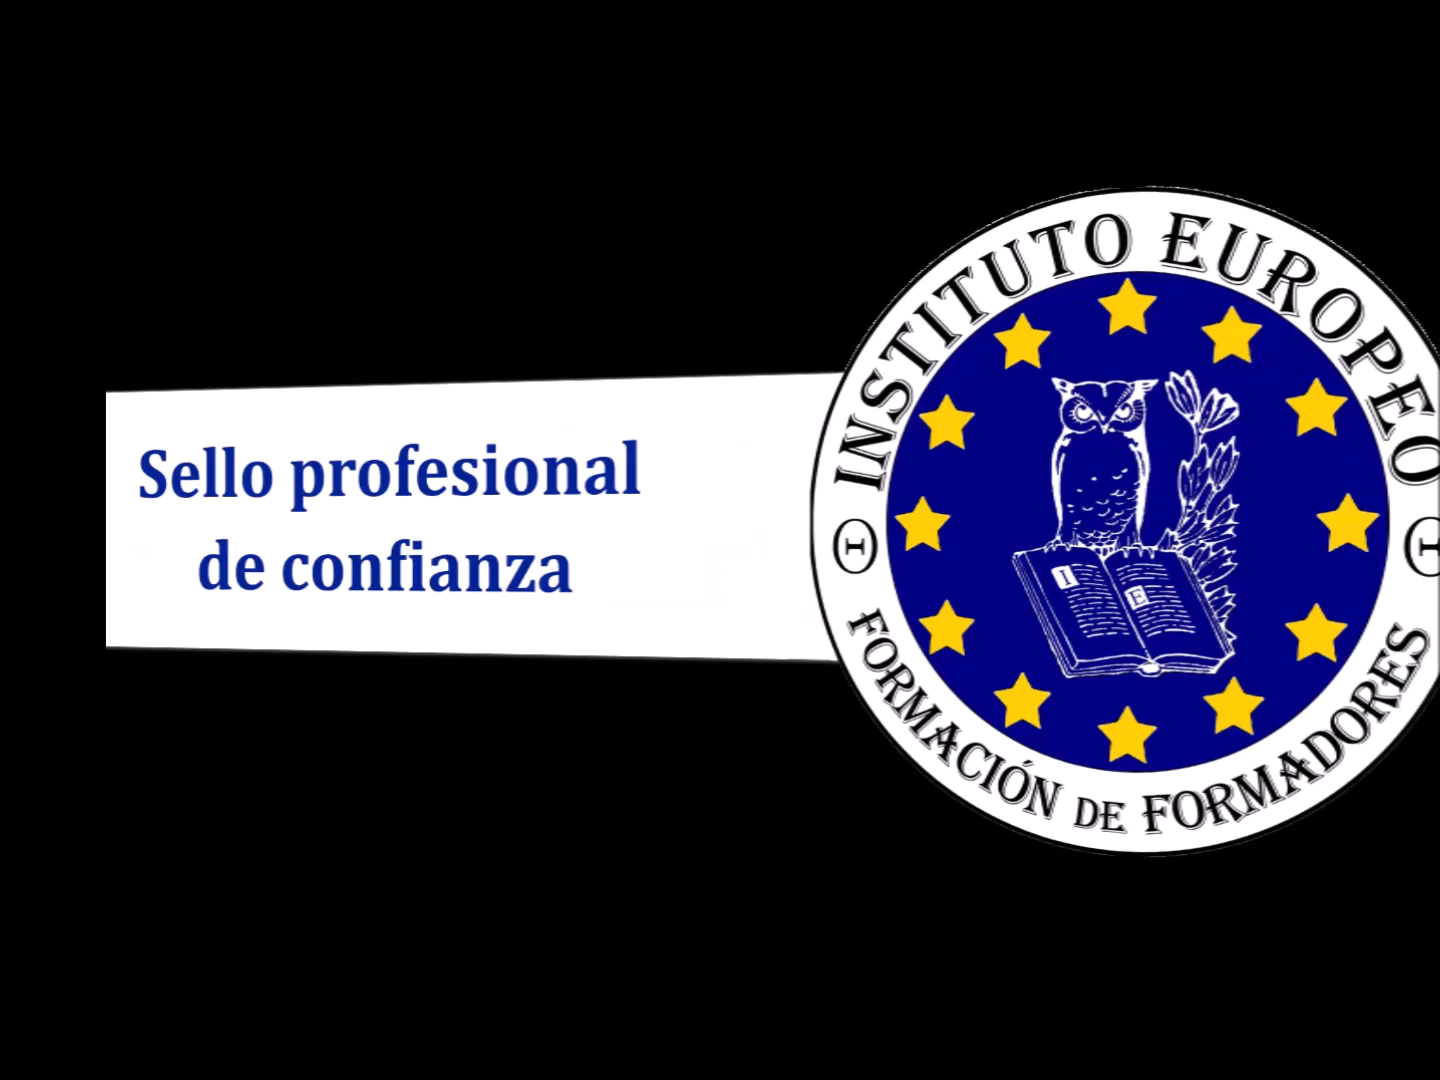 Sello profesional
de confianza
INSTITUTO EUROPEO
FORMACIÓN DE FORMADORES
I E